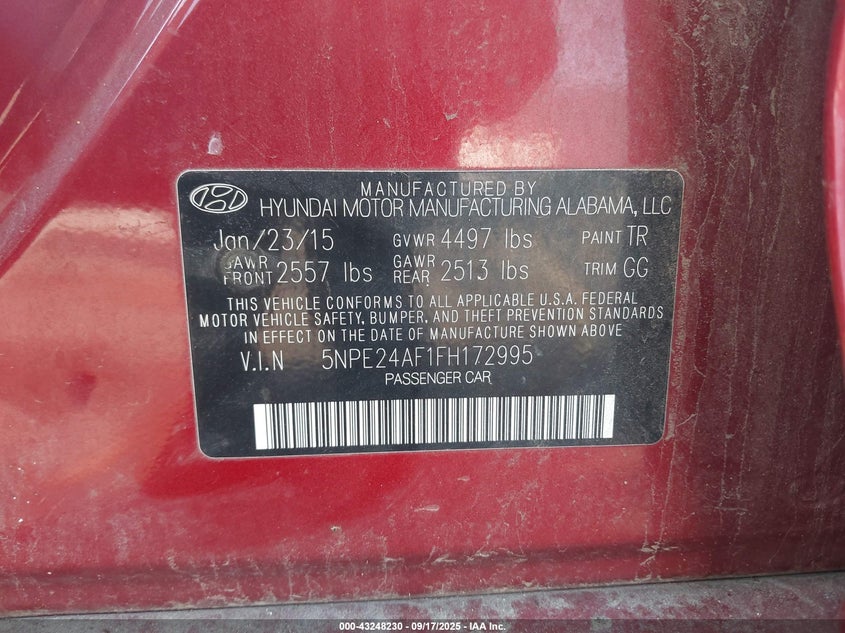 MANUFACTURED BY
HYUNDAI MOTOR MANUFACTURING ALABAMA, LLC
Jan/23/15 GVWR 4497 lbs PAINT TR
GAWR FRONT 2557 lbs GAWR REAR 2513 lbs TRIM GG
THIS VEHICLE CONFORMS TO ALL APPLICABLE U.S.A. FEDERAL
MOTOR VEHICLE SAFETY, BUMPER, AND THEFT PREVENTION STANDARDS
IN EFFECT ON THE DATE OF MANUFACTURE SHOWN ABOVE
V.I.N 5NPE24AF1FH172995
PASSENGER CAR
000-43248230 - 09/17/2025 - IAA Inc.